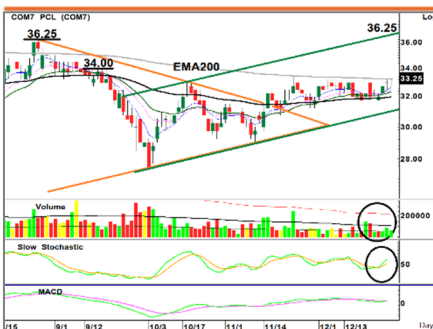 COM7 PCL (COM7)
Lo
36.25
36.25
36.00
34.00
34.00
EMA200
33.25
32.00
30.00
28.00
Volume
200000
Slow Stochastic
50
MACD
0
/15 9/1 9/12 10/3 10/17 11/1 11/14 12/1 12/13 Day